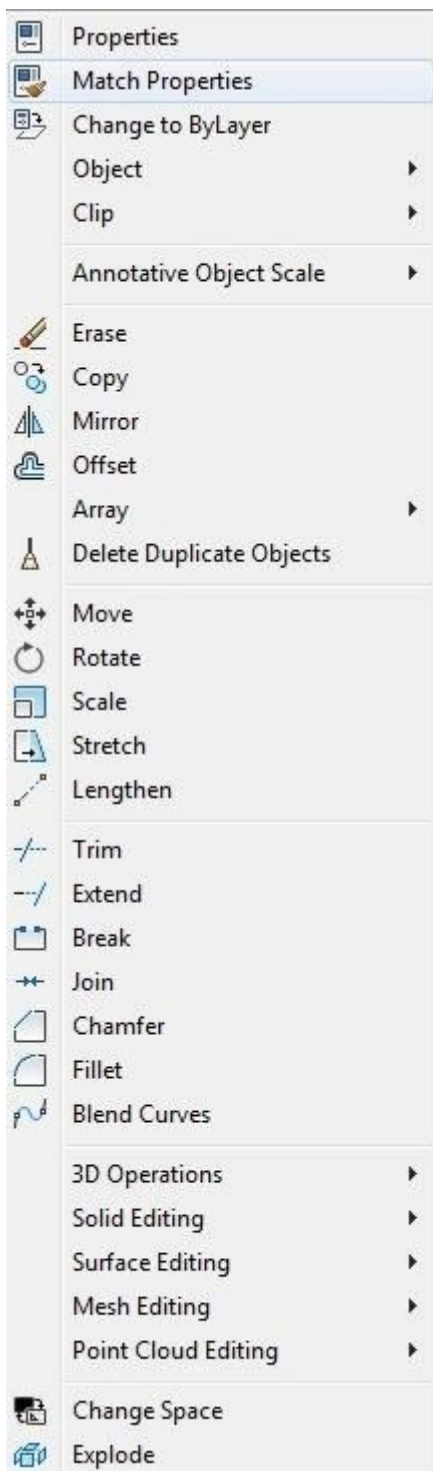 Properties
Match Properties
Change to ByLayer
Object
Clip
Annotative Object Scale
Erase
Copy
Mirror
Offset
Array
Delete Duplicate Objects
Move
Rotate
Scale
Stretch
Lengthen
Trim
Extend
Break
Join
Chamfer
Fillet
Blend Curves
3D Operations
Solid Editing
Surface Editing
Mesh Editing
Point Cloud Editing
Change Space
Explode